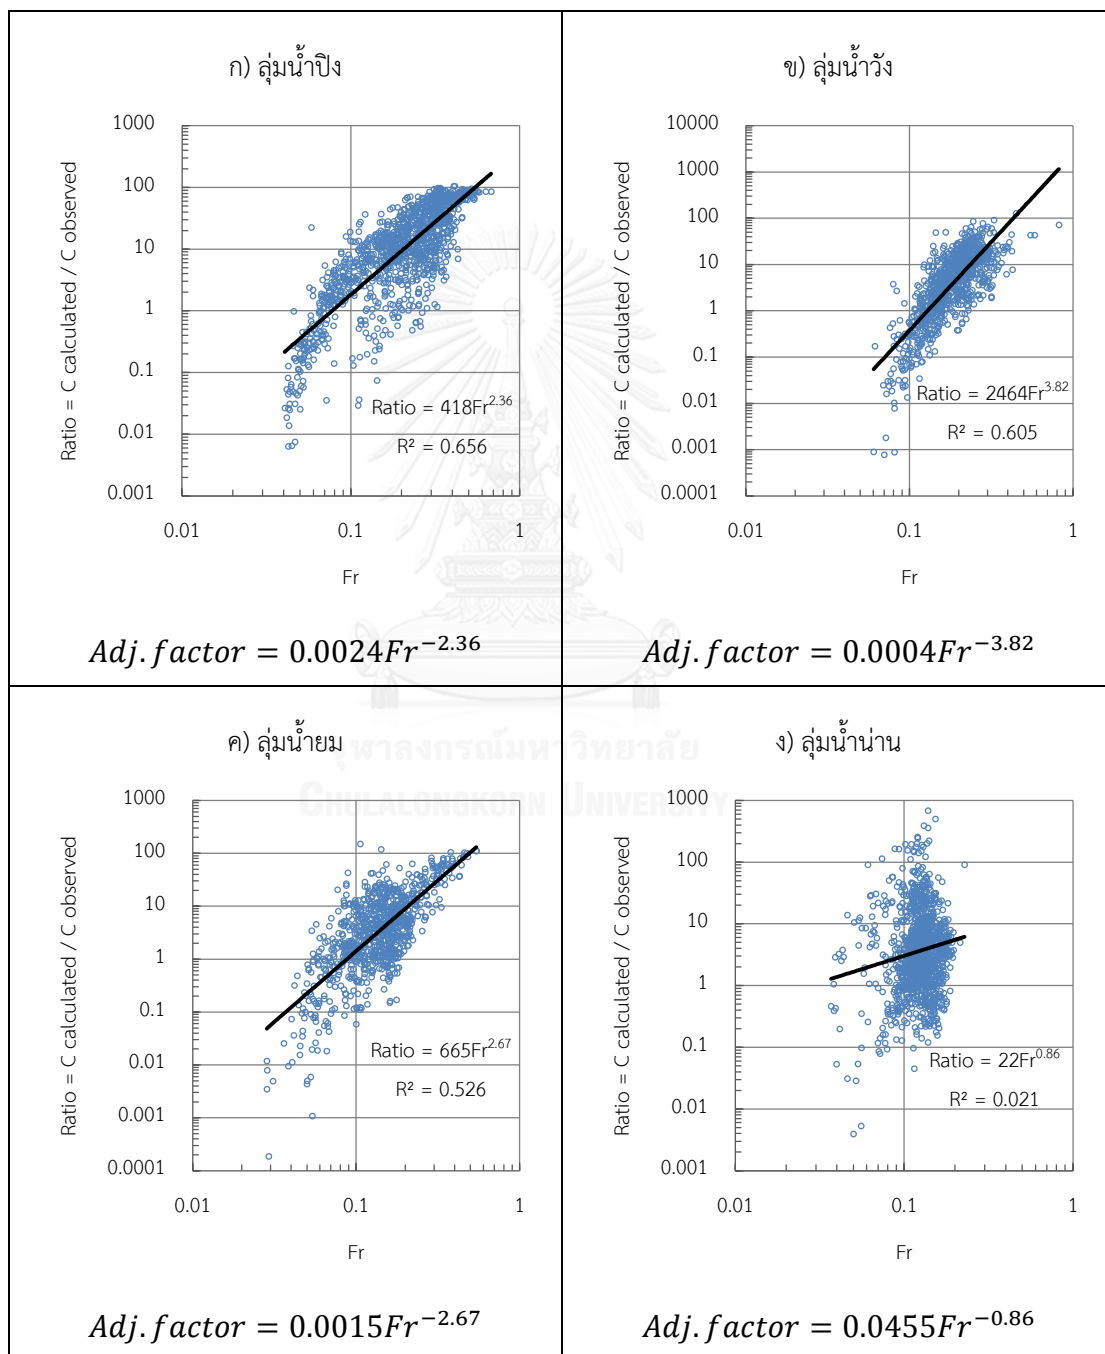 ก) ลุ่มน้ำปิง
1000
100
10
1
0.1
0.01
0.001
0.01 0.1 1
Ratio = C calculated / C observed
Fr
Ratio = 418Fr^2.36
R² = 0.656
Adj. factor = 0.0024Fr^−2.36
ข) ลุ่มน้ำวัง
10000
1000
100
10
1
0.1
0.01
0.001
0.0001
0.01 0.1 1
Ratio = C calculated / C observed
Fr
Ratio = 2464Fr^3.82
R² = 0.605
Adj. factor = 0.0004Fr^−3.82
ค) ลุ่มน้ำยม
1000
100
10
1
0.1
0.01
0.001
0.0001
0.01 0.1 1
Ratio = C calculated / C observed
Fr
Ratio = 665Fr^2.67
R² = 0.526
Adj. factor = 0.0015Fr^−2.67
ง) ลุ่มน้ำน่าน
1000
100
10
1
0.1
0.01
0.001
0.01 0.1 1
Ratio = C calculated / C observed
Fr
Ratio = 22Fr^0.86
R² = 0.021
Adj. factor = 0.0455Fr^−0.86
จุฬาลงกรณ์มหาวิทยาลัย
CHULALONGKORN UNIVERSITY